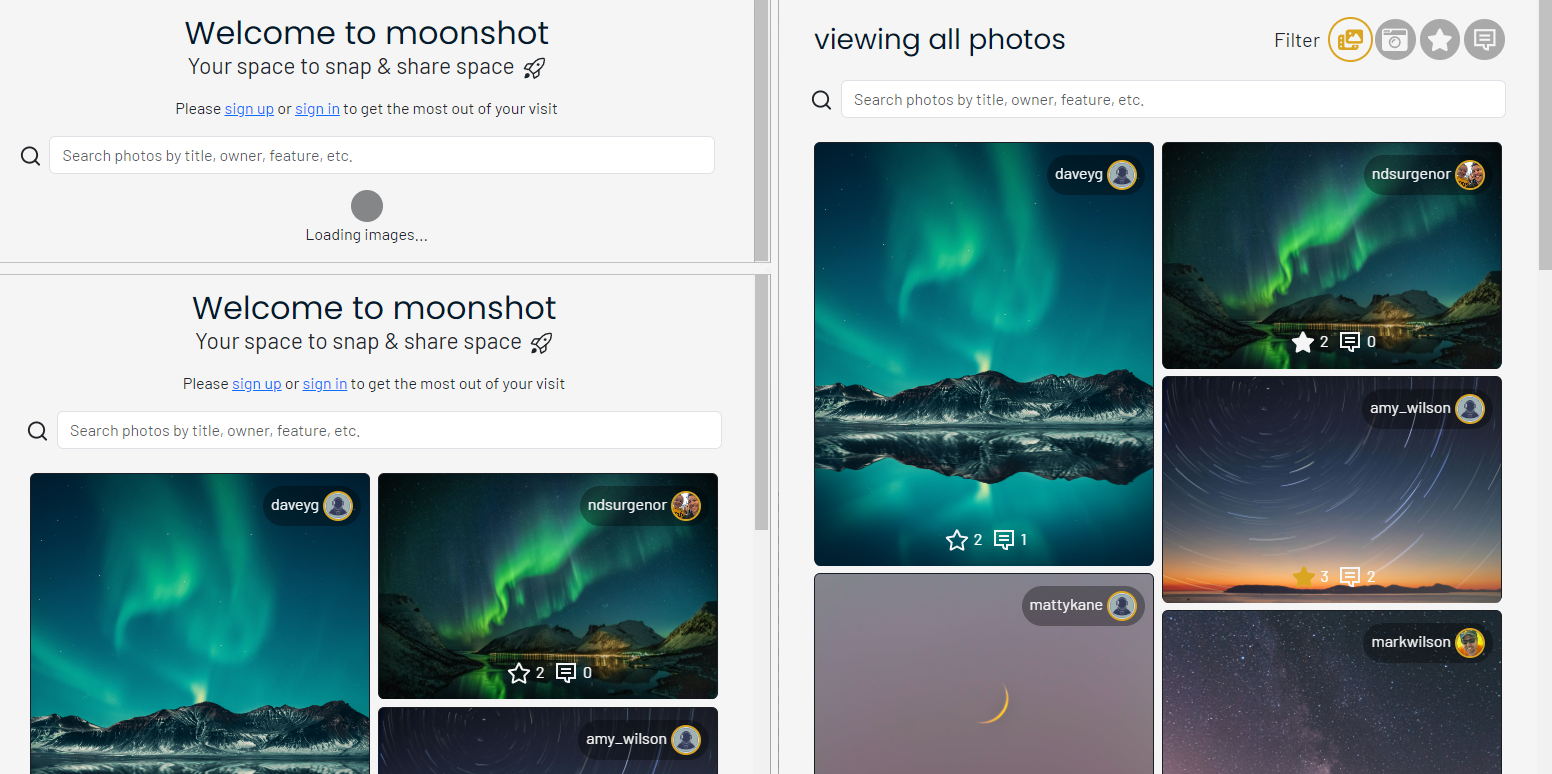 Welcome to moonshot
Your space to snap & share space
Please sign up or sign in to get the most out of your visit
Search photos by title, owner, feature, etc.
Loading images...
Welcome to moonshot
Your space to snap & share space
Please sign up or sign in to get the most out of your visit
Search photos by title, owner, feature, etc.
daveyg
ndsurgenor
2 0
amy_wilson
viewing all photos
Filter
Search photos by title, owner, feature, etc.
daveyg
ndsurgenor
2 0
amy_wilson
2 1
3 2
mattykane
markwilson